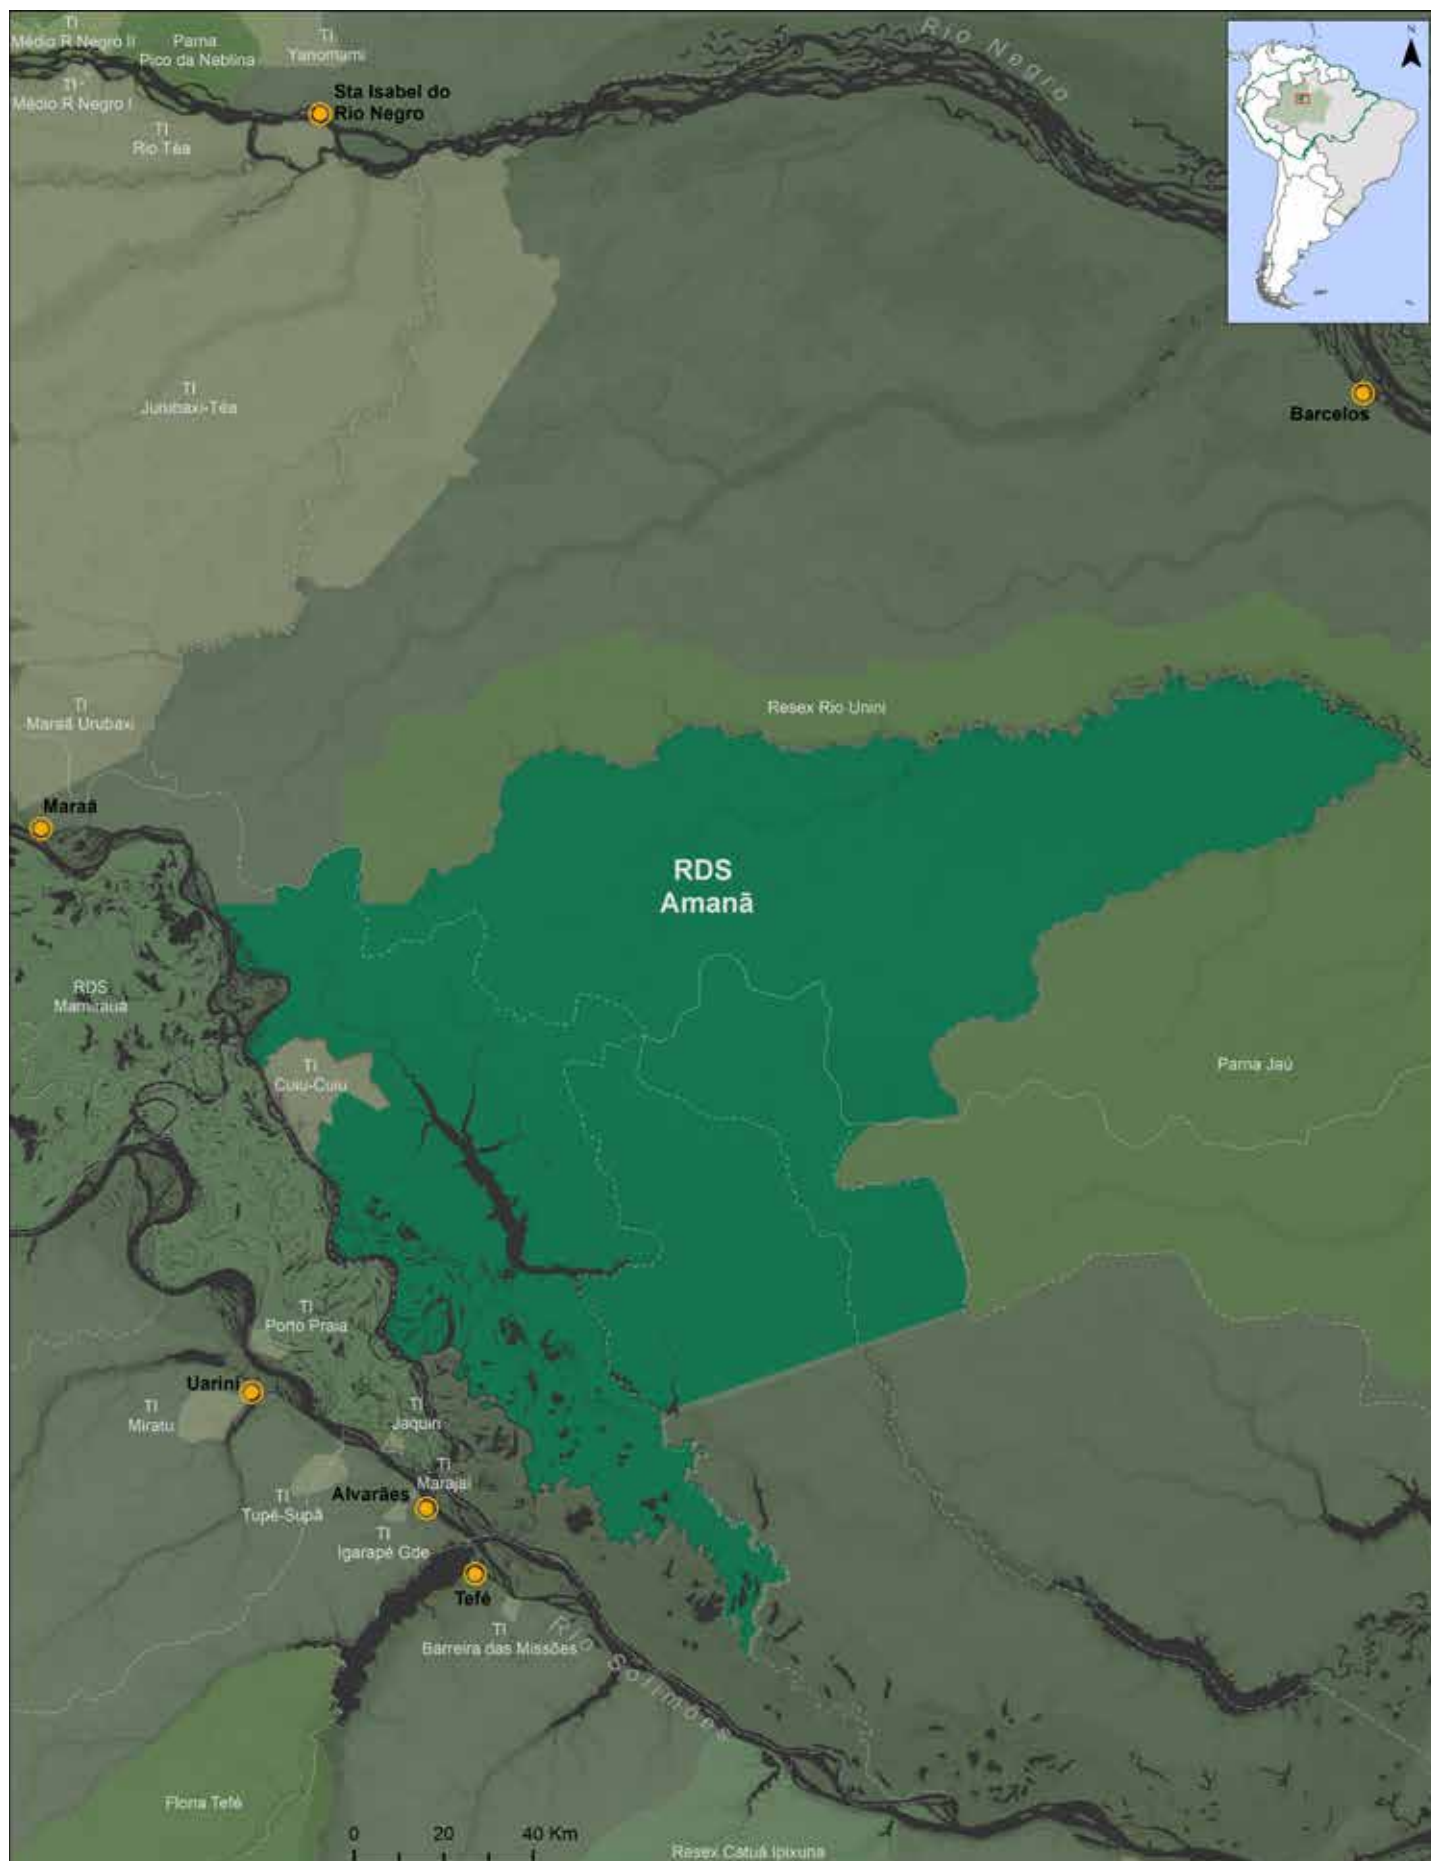 TI
Médio R Negro II
Parna
Pico da Neblina
TI
Yanomami
Rio Negro
N
TI
Médio R Negro I
Sta Isabel do
Rio Negro
TI
Rio Téa
TI
Jurubaxi-Téa
Barcelos
TI
Maraã Urubaxi
Resex Rio Unini
Maraã
RDS
Amanã
RDS
Mamirauá
TI
Cuiu-Cuiu
Parna Jaú
TI
Porto Praia
Uarini
TI
Miratu
TI
Jaquiri
TI
Marajaí
Alvarães
TI
Tupé-Supã
TI
Igarapé Gde
Tefé
TI
Barreira das Missões
Rio Solimões
Flona Tefé
0 20 40 Km
Resex Catuá Ipixuna